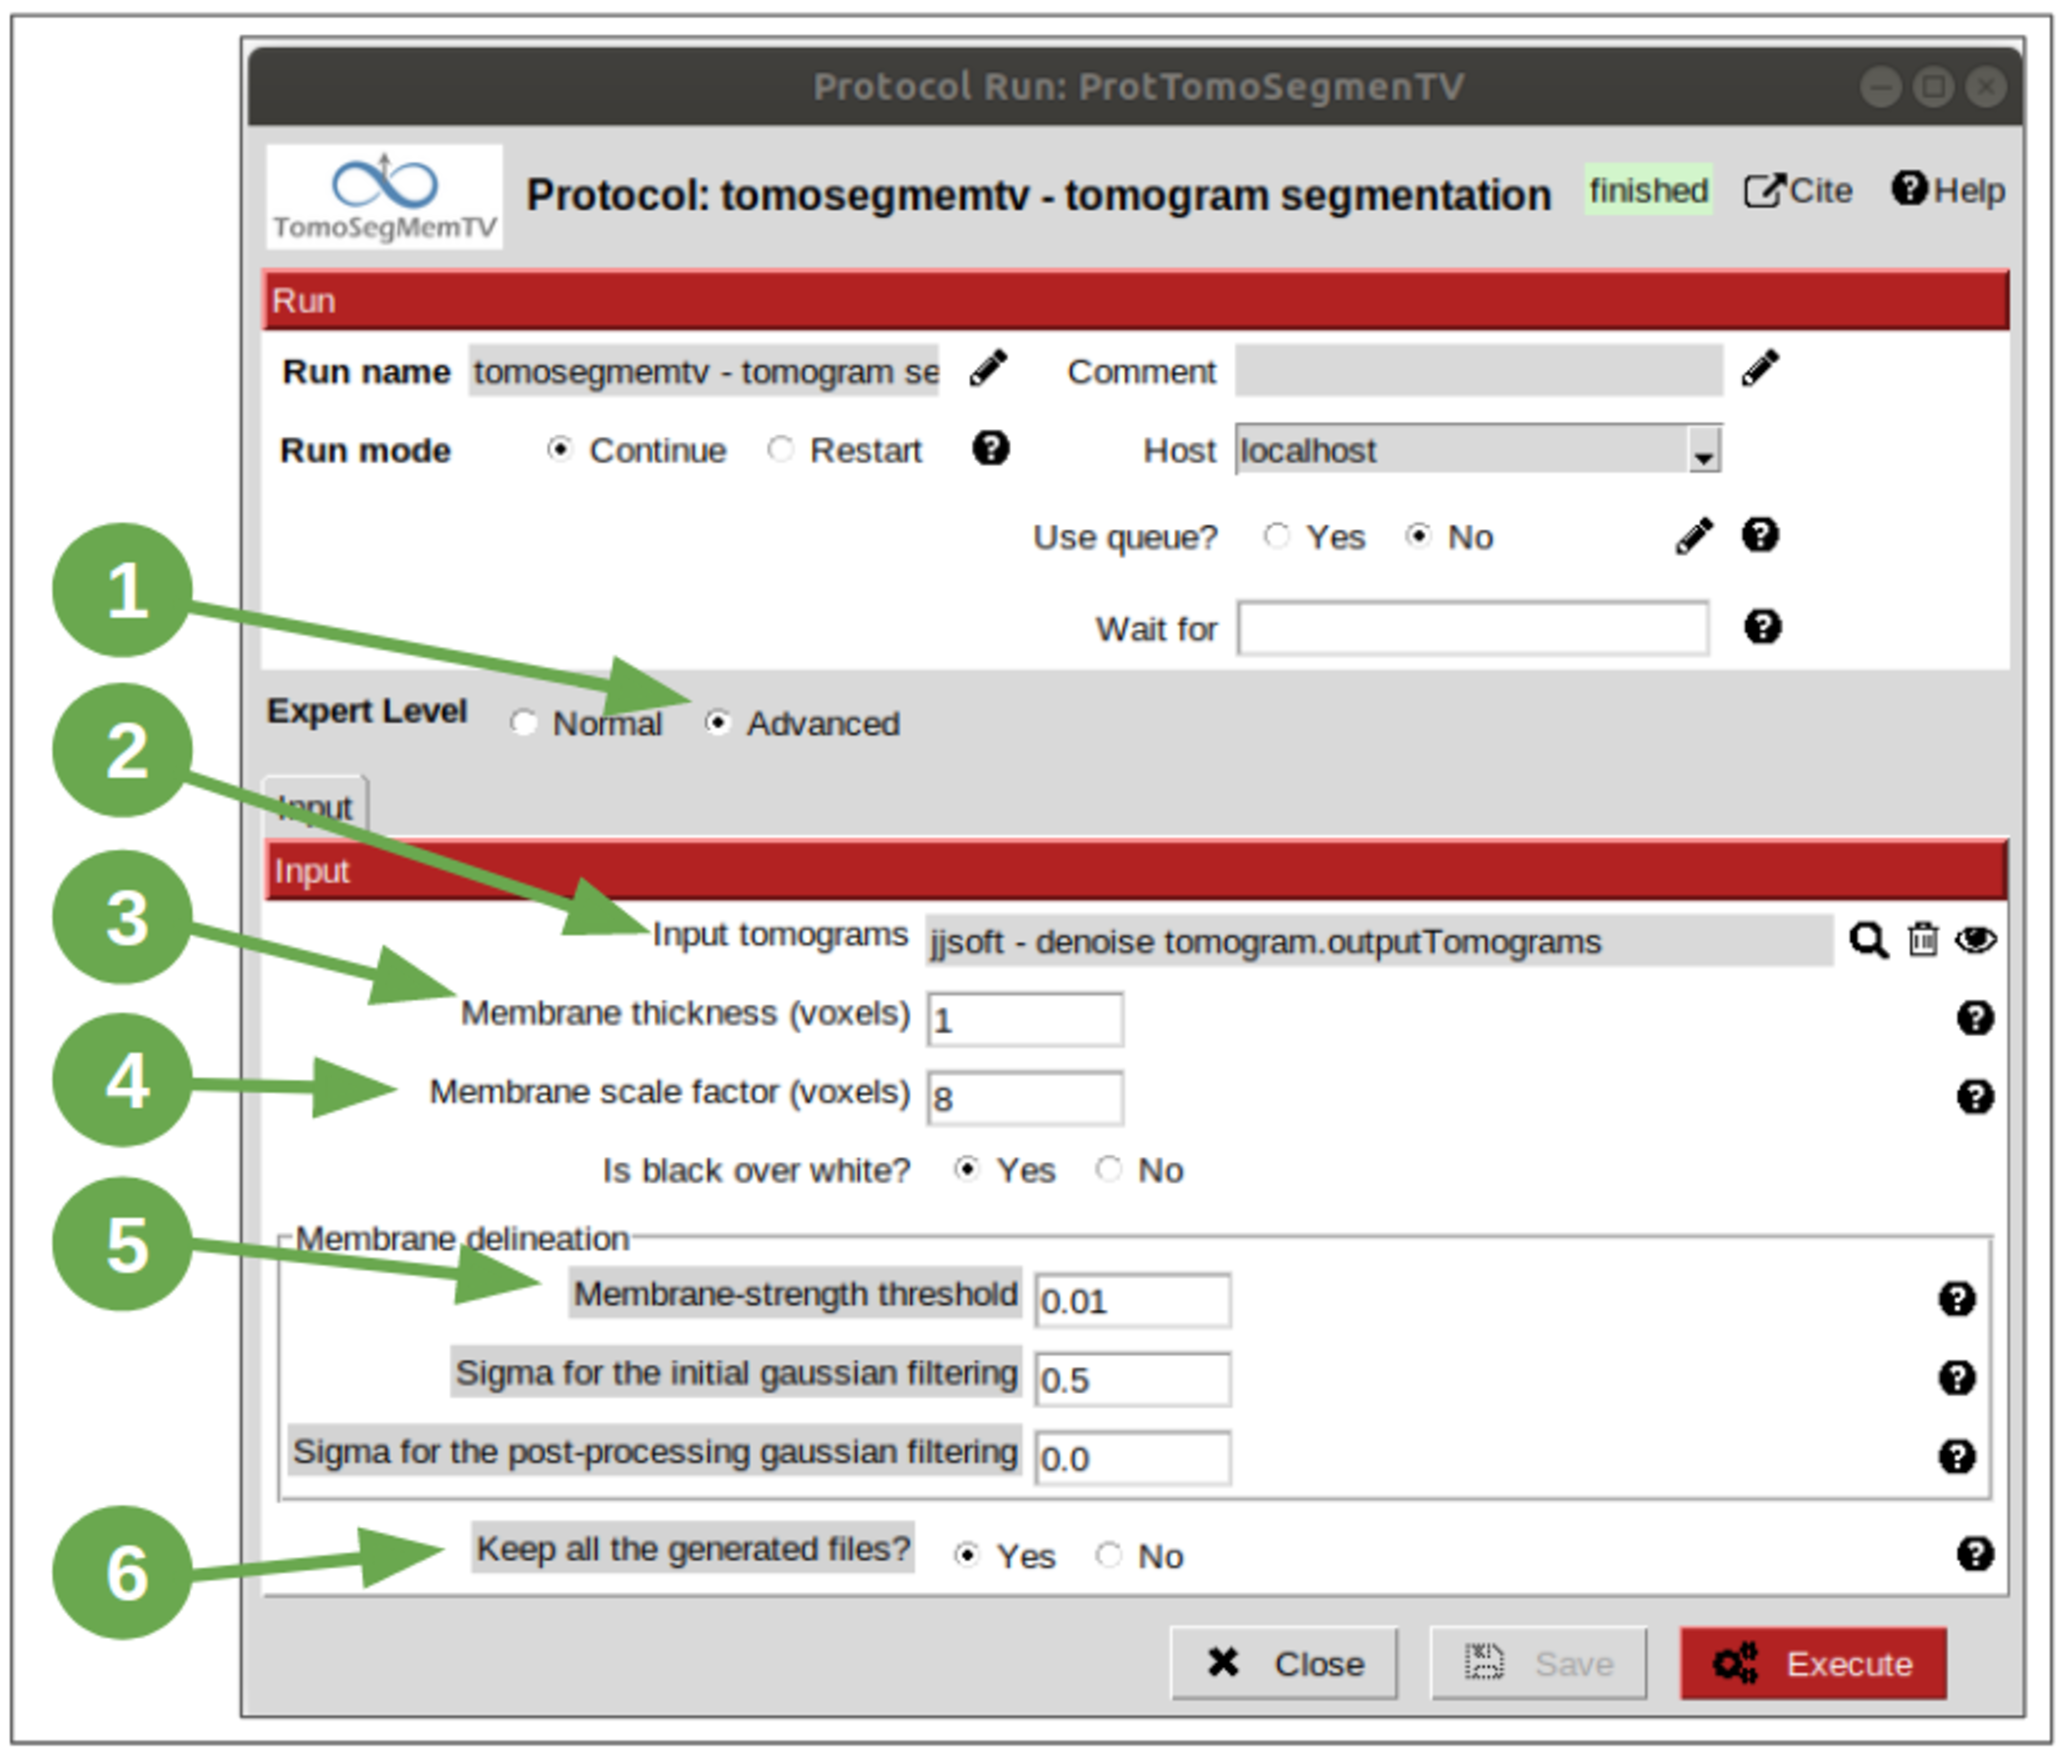 Protocol Run: ProtTomoSegmenTV
TomoSegMemTV
Protocol: tomosegmemtv - tomogram segmentation finished Cite Help
Run
Run name tomosegmemtv - tomogram se Comment
Run mode Continue Restart Host localhost
Use queue? Yes No
1
Wait for
Expert Level Normal Advanced
2
Input
Input
3
Input tomograms jjsoft - denoise tomogram.outputTomograms
Membrane thickness (voxels) 1
4
Membrane scale factor (voxels) 8
Is black over white? Yes No
5
Membrane delineation
Membrane-strength threshold 0.01
Sigma for the initial gaussian filtering 0.5
Sigma for the post-processing gaussian filtering 0.0
6
Keep all the generated files? Yes No
Close Save Execute